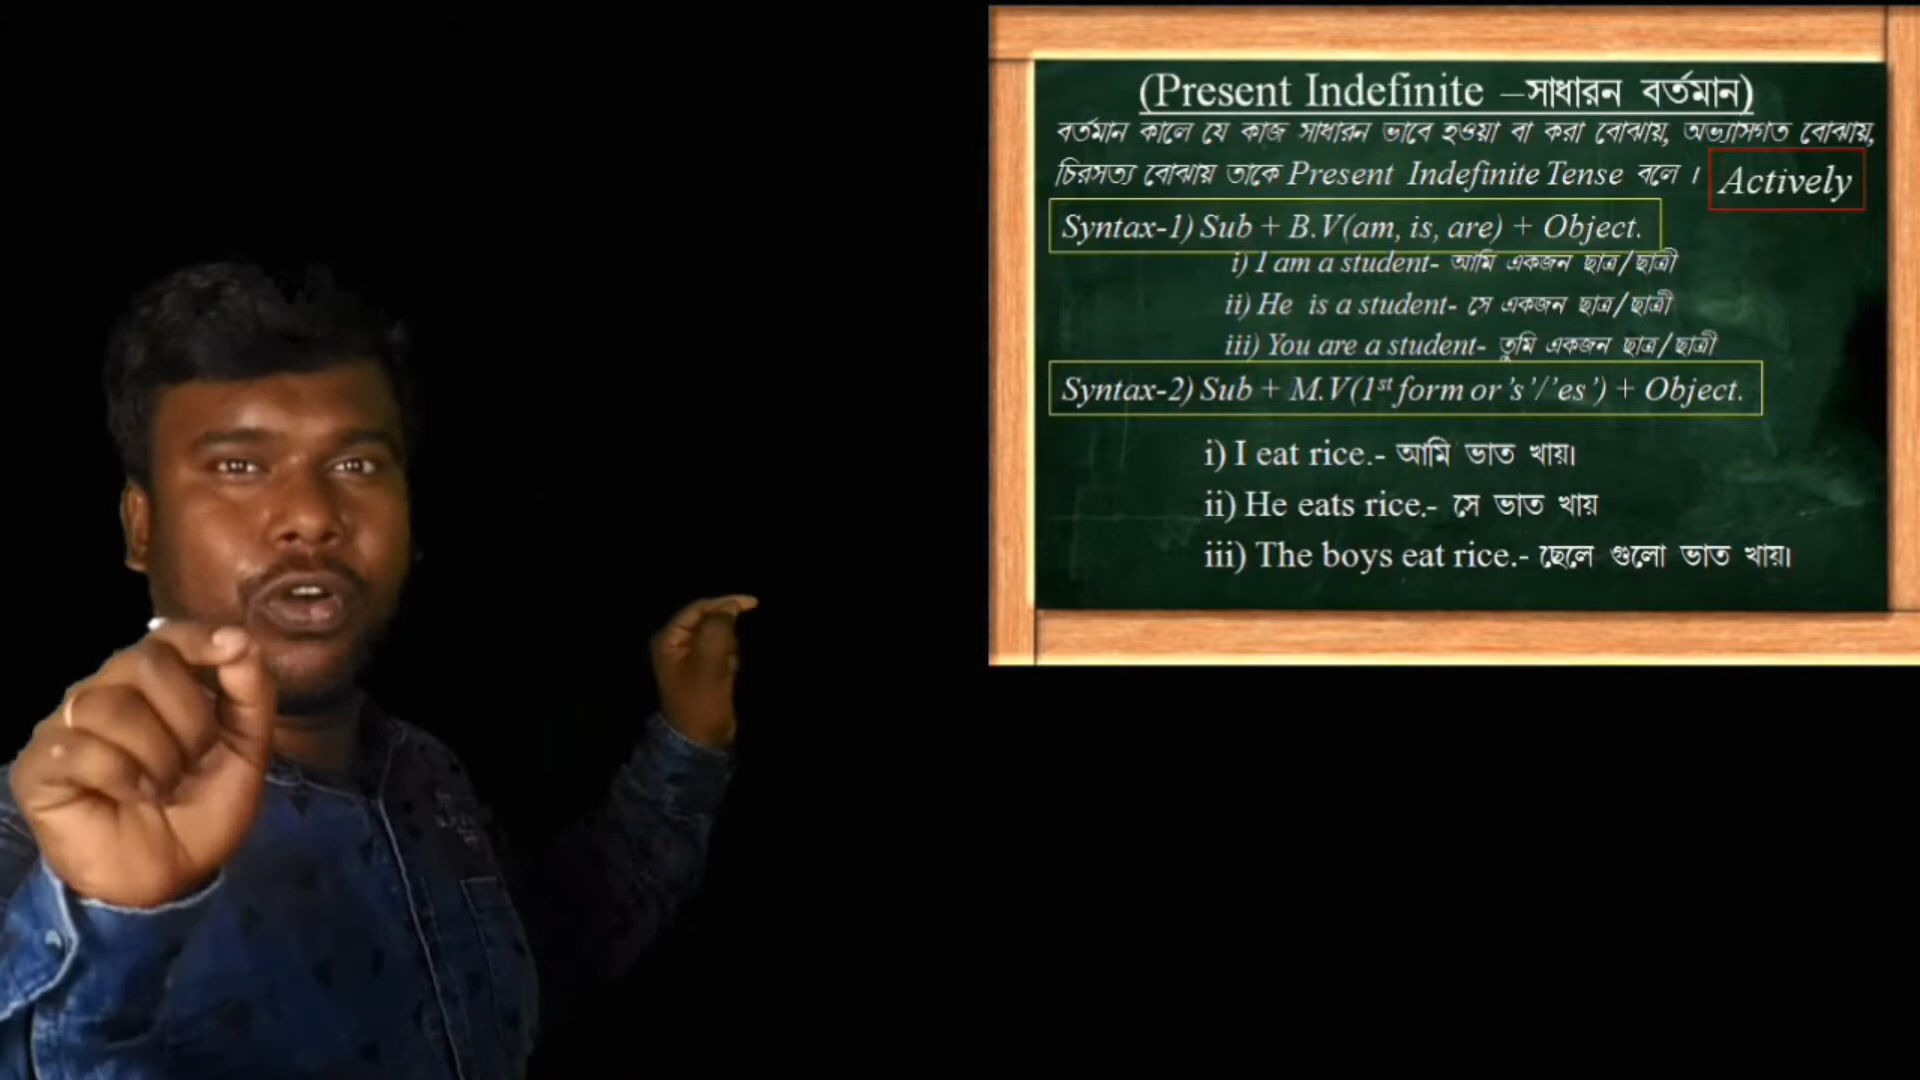 (Present Indefinite –সাধারন বর্তমান)
বর্তমান কালে যে কাজ সাধারন ভাবে হওয়া বা করা বোঝায়, অভ্যাসগত বোঝায়,
চিরসত্য বোঝায় তাকে Present Indefinite Tense বলে । Actively
Syntax-1) Sub + B.V(am, is, are) + Object.
i) I am a student- আমি একজন ছাত্র/ছাত্রী
ii) He is a student- সে একজন ছাত্র/ছাত্রী
iii) You are a student- তুমি একজন ছাত্র/ছাত্রী
Syntax-2) Sub + M.V(1st form or ’s’/’es’) + Object.
i) I eat rice.- আমি ভাত খায়।
ii) He eats rice.- সে ভাত খায়
iii) The boys eat rice.- ছেলে গুলো ভাত খায়।